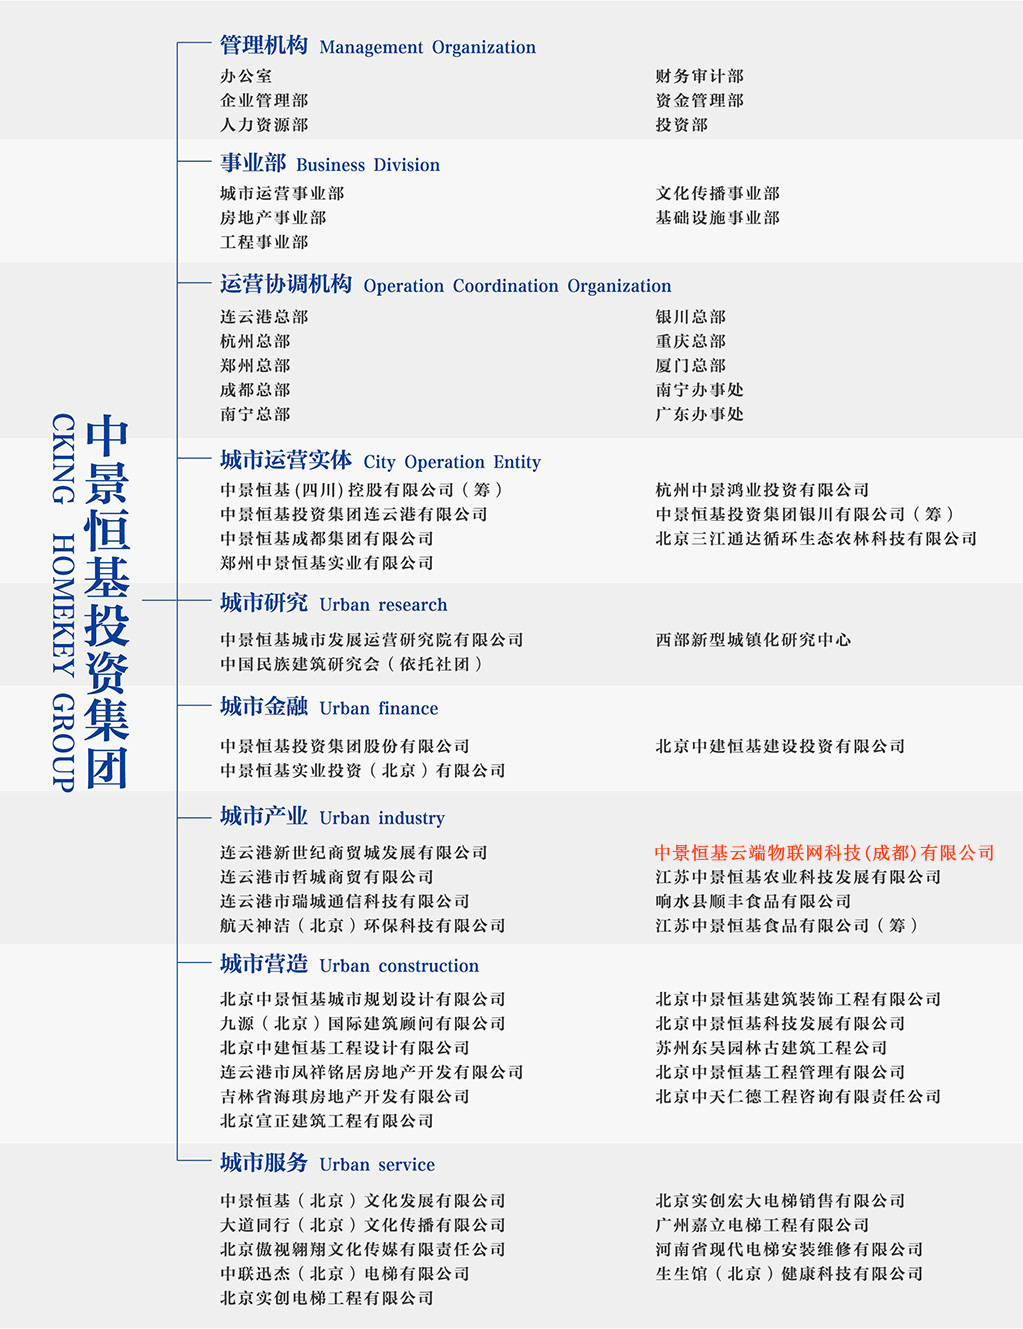 中景恒基投资集团
CKING HOMEKEY GROUP
管理机构 Management Organization
办公室 财务审计部
企业管理部 资金管理部
人力资源部 投资部
事业部 Business Division
城市运营事业部 文化传播事业部
房地产事业部 基础设施事业部
工程事业部
运营协调机构 Operation Coordination Organization
连云港总部 银川总部
杭州总部 重庆总部
郑州总部 厦门总部
成都总部 南宁办事处
南宁总部 广东办事处
城市运营实体 City Operation Entity
中景恒基(四川)控股有限公司（筹） 杭州中景鸿业投资有限公司
中景恒基投资集团连云港有限公司 中景恒基投资集团银川有限公司（筹）
中景恒基成都集团有限公司 北京三江通达循环生态农林科技有限公司
郑州中景恒基实业有限公司
城市研究 Urban research
中景恒基城市发展运营研究院有限公司 西部新型城镇化研究中心
中国民族建筑研究会（依托社团）
城市金融 Urban finance
中景恒基投资集团股份有限公司 北京中建恒基建设投资有限公司
中景恒基实业投资（北京）有限公司
城市产业 Urban industry
连云港新世纪商贸城发展有限公司 中景恒基云端物联网科技(成都)有限公司
连云港市哲城商贸有限公司 江苏中景恒基农业科技发展有限公司
连云港市瑞城通信科技有限公司 响水县顺丰食品有限公司
航天神洁（北京）环保科技有限公司 江苏中景恒基食品有限公司（筹）
城市营造 Urban construction
北京中景恒基城市规划设计有限公司 北京中景恒基建筑装饰工程有限公司
九源（北京）国际建筑顾问有限公司 北京中景恒基科技发展有限公司
北京中建恒基工程设计有限公司 苏州东吴园林古建筑工程公司
连云港市凤祥铭居房地产开发有限公司 北京中景恒基工程管理有限公司
吉林省海琪房地产开发有限公司 北京中天仁德工程咨询有限责任公司
北京宣正建筑工程有限公司
城市服务 Urban service
中景恒基（北京）文化发展有限公司 北京实创宏大电梯销售有限公司
大道同行（北京）文化传播有限公司 广州嘉立电梯工程有限公司
北京傲视翱翔文化传媒有限责任公司 河南省现代电梯安装维修有限公司
中联迅杰（北京）电梯有限公司 生生馆（北京）健康科技有限公司
北京实创电梯工程有限公司